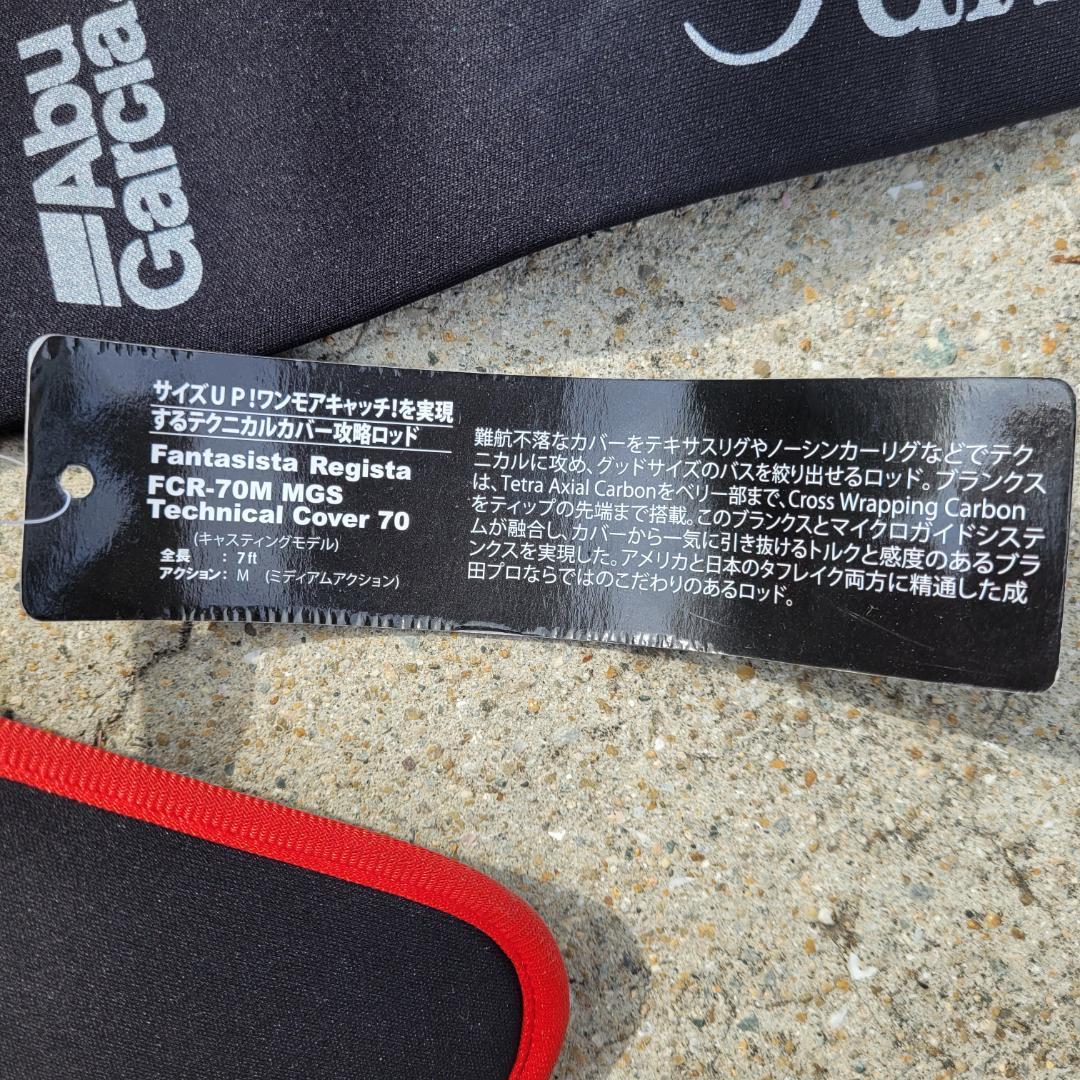 Abu
Garcia
サイズUP!ワンモアキャッチ!を実現
するテクニカルカバー攻略ロッド
Fantasista Regista
FCR-70M MGS
Technical Cover 70
(キャスティングモデル)
全長 : 7ft
アクション: M (ミディアムアクション)
難航不落なカバーをテキサスリグやノーシンカーリグなどでテク
ニカルに攻め、グッドサイズのバスを絞り出せるロッド。ブランクス
は、Tetra Axial Carbonをベリー部まで、Cross Wrapping Carbon
をティップの先端まで搭載。このブランクスとマイクロガイドシステ
ムが融合し、カバーから一気に引き抜けるトルクと感度のあるブラ
ンクスを実現した。アメリカと日本のタフレイク両方に精通した成
田プロならではのこだわりのあるロッド。